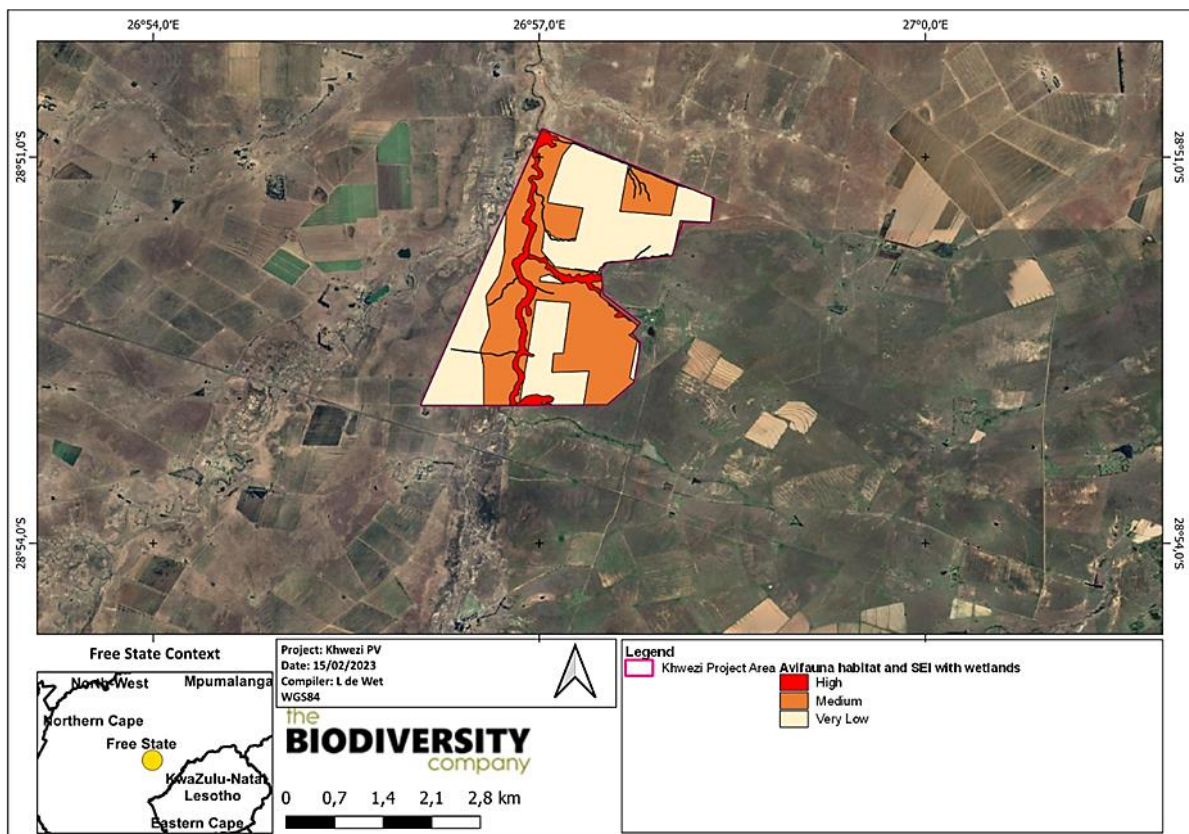 26°54,0'E
26°57,0'E
27°0,0'E
28°51,0'S
28°51,0'S
28°54,0'S
28°54,0'S
Free State Context
North-West
Mpumalanga
Northern Cape
Free State
KwaZulu-Natal
Lesotho
Eastern Cape
Project: Khwezi PV
Date: 15/02/2023
Compiler: L de Wet
WGS84
the
BIODIVERSITY
company
0 0,7 1,4 2,1 2,8 km
Legend
Khwezi Project Area Avifauna habitat and SEI with wetlands
High
Medium
Very Low